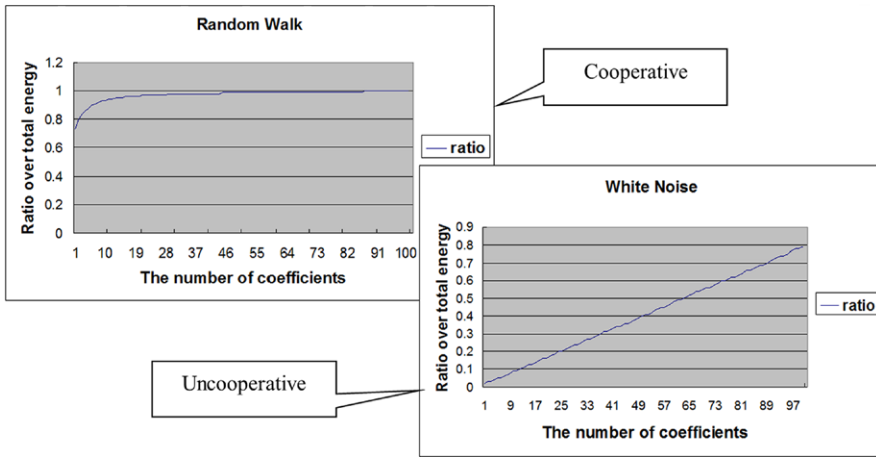 Random Walk
Ratio over total energy
1.2
1
0.8
0.6
0.4
0.2
0
1 10 19 28 37 46 55 64 73 82 91 100
The number of coefficients
ratio
Cooperative
White Noise
Ratio over total energy
0.9
0.8
0.7
0.6
0.5
0.4
0.3
0.2
0.1
0
1 9 17 25 33 41 49 57 65 73 81 89 97
The number of coefficients
ratio
Uncooperative